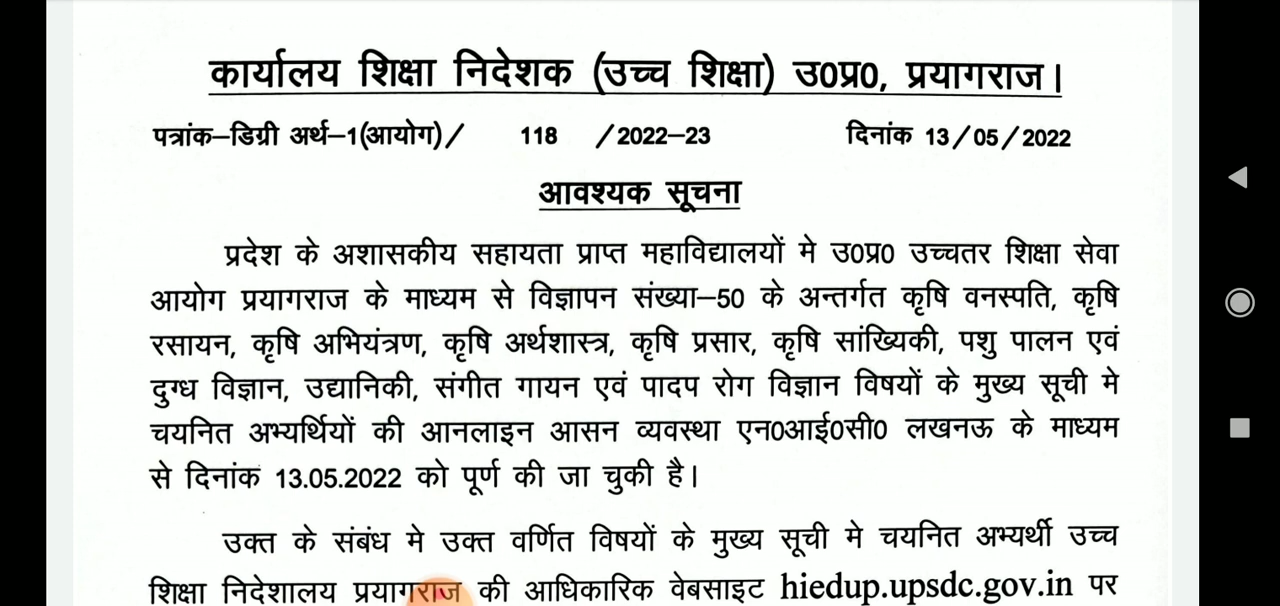 कार्यालय शिक्षा निदेशक (उच्च शिक्षा) उ0प्र0, प्रयागराज।
पत्रांक–डिग्री अर्थ–1(आयोग)/ 118 /2022–23 दिनांक 13/05/2022
आवश्यक सूचना
प्रदेश के अशासकीय सहायता प्राप्त महाविद्यालयों मे उ0प्र0 उच्चतर शिक्षा सेवा
आयोग प्रयागराज के माध्यम से विज्ञापन संख्या–50 के अन्तर्गत कृषि वनस्पति, कृषि
रसायन, कृषि अभियंत्रण, कृषि अर्थशास्त्र, कृषि प्रसार, कृषि सांख्यिकी, पशु पालन एवं
दुग्ध विज्ञान, उद्यानिकी, संगीत गायन एवं पादप रोग विज्ञान विषयों के मुख्य सूची मे
चयनित अभ्यर्थियों की आनलाइन आसन व्यवस्था एन0आई0सी0 लखनऊ के माध्यम
से दिनांक 13.05.2022 को पूर्ण की जा चुकी है।
उक्त के संबंध मे उक्त वर्णित विषयों के मुख्य सूची मे चयनित अभ्यर्थी उच्च
शिक्षा निदेशालय प्रयागराज की आधिकारिक वेबसाइट hiedup.upsdc.gov.in पर